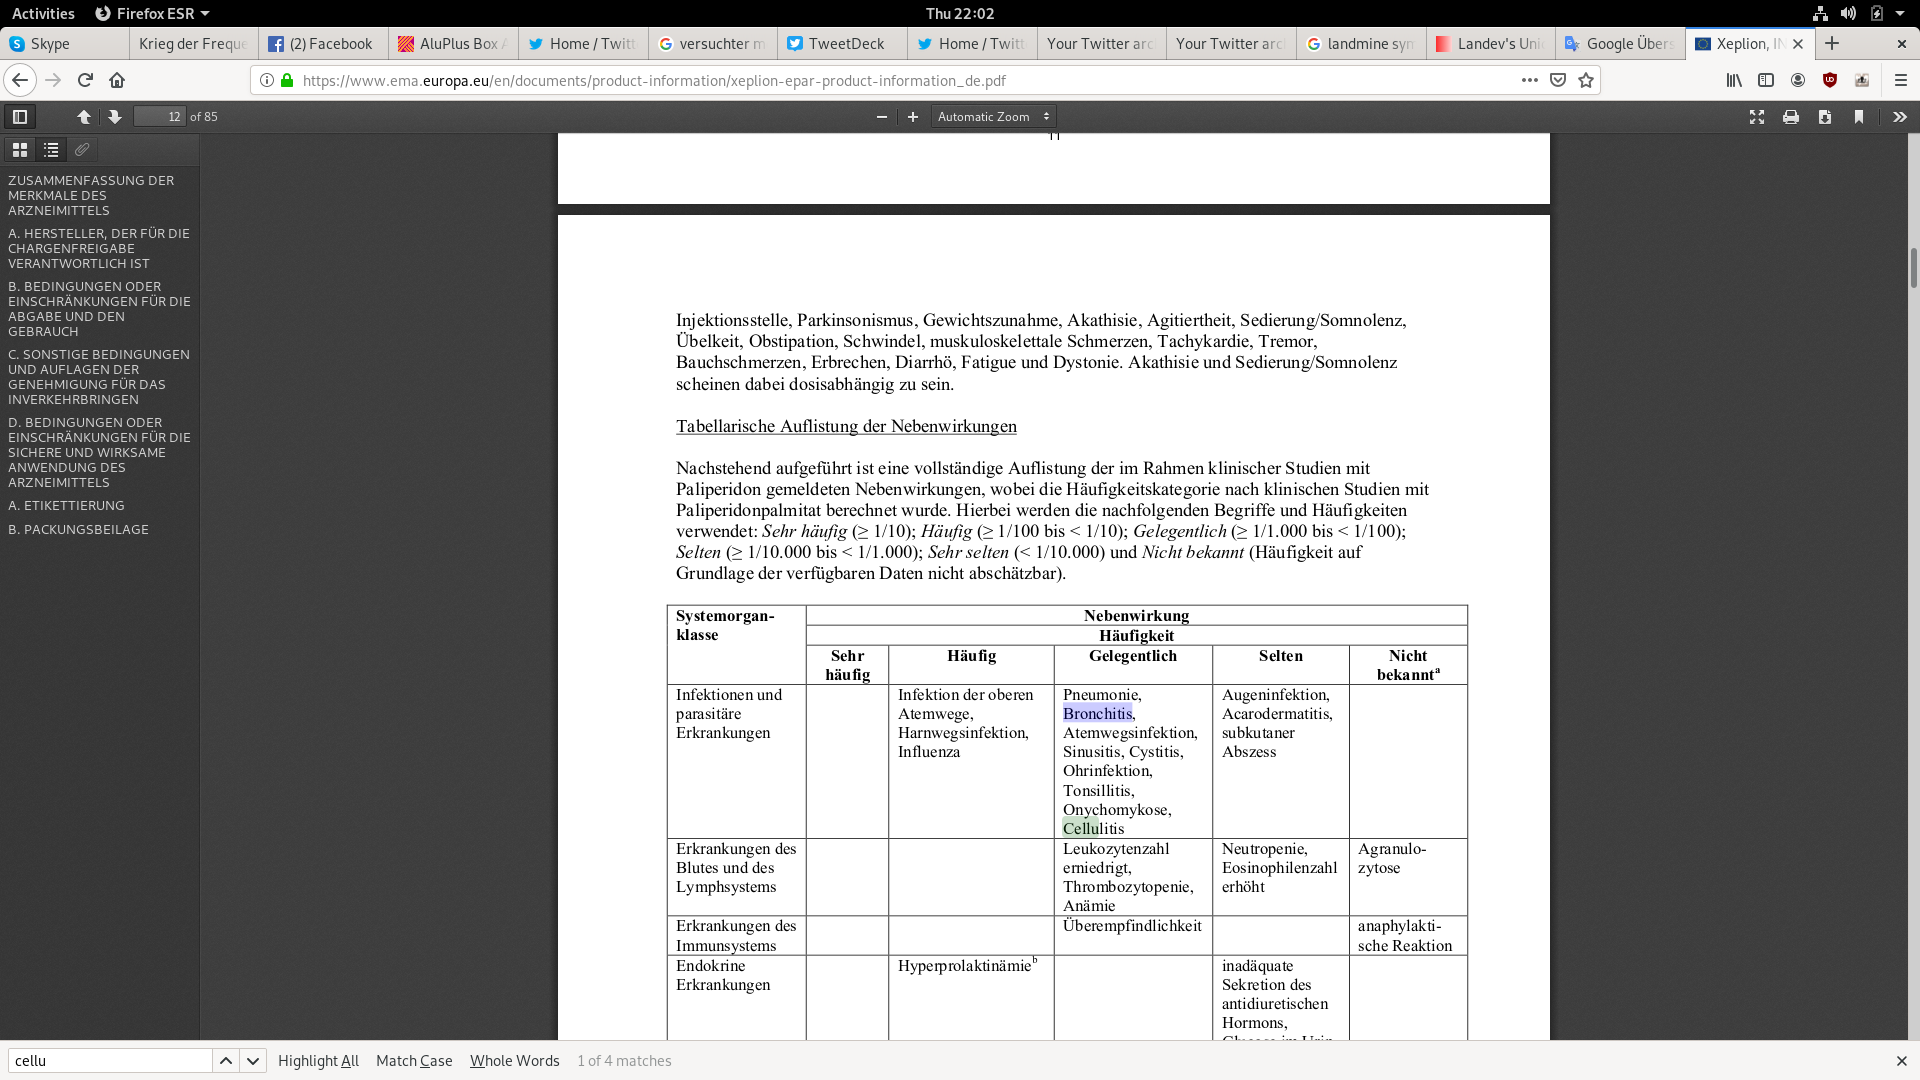 Activities Firefox ESR Thu 22:02
Skype Krieg der Freque (2) Facebook AluPlus Box A Home / Twitt versuchter m TweetDeck Home / Twitt Your Twitter arc Your Twitter arc landmine syn Landev's Uni Google Übers Xeplion, IN
https://www.ema.europa.eu/en/documents/product-information/xeplion-epar-product-information_de.pdf
12 of 85 Automatic Zoom
ZUSAMMENFASSUNG DER
MERKMALE DES
ARZNEIMITTELS
A. HERSTELLER, DER FÜR DIE
CHARGENFREIGABE
VERANTWORTLICH IST
B. BEDINGUNGEN ODER
EINSCHRÄNKUNGEN FÜR DIE
ABGABE UND DEN
GEBRAUCH
C. SONSTIGE BEDINGUNGEN
UND AUFLAGEN DER
GENEHMIGUNG FÜR DAS
INVERKEHRBRINGEN
D. BEDINGUNGEN ODER
EINSCHRÄNKUNGEN FÜR DIE
SICHERE UND WIRKSAME
ANWENDUNG DES
ARZNEIMITTELS
A. ETIKETTIERUNG
B. PACKUNGSBEILAGE
Injektionsstelle, Parkinsonismus, Gewichtszunahme, Akathisie, Agitiertheit, Sedierung/Somnolenz,
Übelkeit, Obstipation, Schwindel, muskuloskelettale Schmerzen, Tachykardie, Tremor,
Bauchschmerzen, Erbrechen, Diarrhö, Fatigue und Dystonie. Akathisie und Sedierung/Somnolenz
scheinen dabei dosisabhängig zu sein.
Tabellarische Auflistung der Nebenwirkungen
Nachstehend aufgeführt ist eine vollständige Auflistung der im Rahmen klinischer Studien mit
Paliperidon gemeldeten Nebenwirkungen, wobei die Häufigkeitskategorie nach klinischen Studien mit
Paliperidonpalmitat berechnet wurde. Hierbei werden die nachfolgenden Begriffe und Häufigkeiten
verwendet: Sehr häufig (≥ 1/10); Häufig (≥ 1/100 bis < 1/10); Gelegentlich (≥ 1/1.000 bis < 1/100);
Selten (≥ 1/10.000 bis < 1/1.000); Sehr selten (< 1/10.000) und Nicht bekannt (Häufigkeit auf
Grundlage der verfügbaren Daten nicht abschätzbar).
Systemorgan-
klasse
Nebenwirkung
Häufigkeit
Sehr
häufig
Häufig
Gelegentlich
Selten
Nicht
bekannt^a
Infektionen und
parasitäre
Erkrankungen
Infektion der oberen
Atemwege,
Harnwegsinfektion,
Influenza
Pneumonie,
Bronchitis,
Atemwegsinfektion,
Sinusitis, Cystitis,
Ohrinfektion,
Tonsillitis,
Onychomykose,
Cellulitis
Augeninfektion,
Acarodermatitis,
subkutaner
Abszess
Erkrankungen des
Blutes und des
Lymphsystems
Leukozytenzahl
erniedrigt,
Thrombozytopenie,
Anämie
Neutropenie,
Eosinophilenzahl
erhöht
Agranulo-
zytose
Erkrankungen des
Immunsystems
Überempfindlichkeit
anaphylakti-
sche Reaktion
Endokrine
Erkrankungen
Hyperprolaktinämie^b
inadäquate
Sekretion des
antidiuretischen
Hormons,
cellu Highlight All Match Case Whole Words 1 of 4 matches